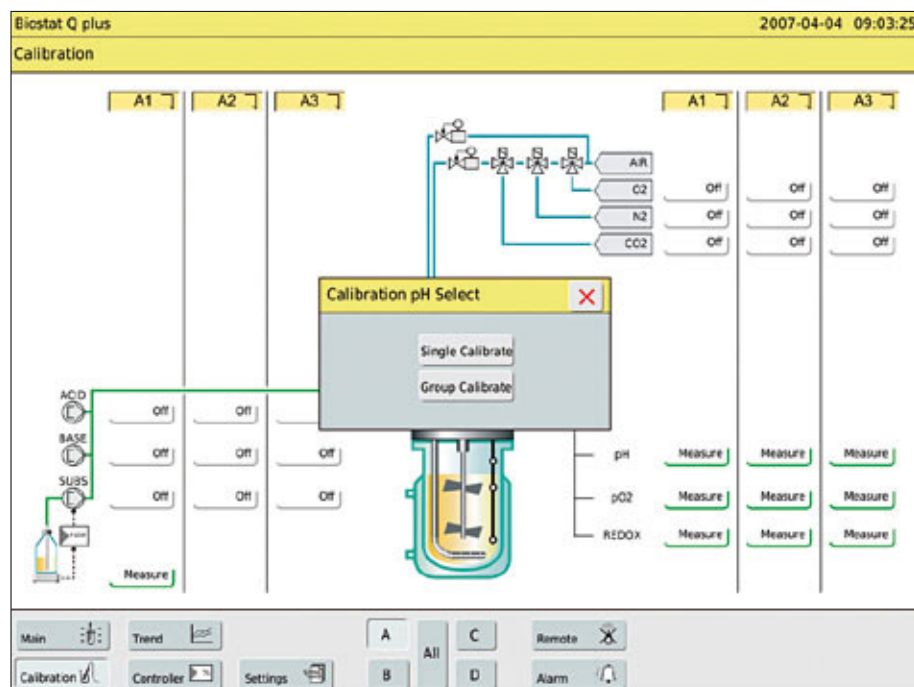 Biostat Q plus 2007-04-04 09:03:25
Calibration
A1 A2 A3 A1 A2 A3
AIR
O2 Off Off Off
N2 Off Off Off
CO2 Off Off Off
Calibration pH Select
Single Calibrate
Group Calibrate
ACID Off Off Off
BASE Off Off Off pH Measure Measure Measure
SUBS Off Off Off pO2 Measure Measure Measure
REDOX Measure Measure Measure
Measure
Main Trend A All C Remote
Calibration Controller Settings B D Alarm